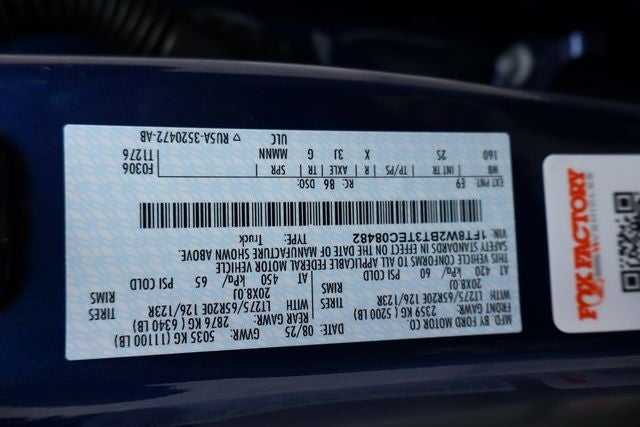 MFD. BY FORD MOTOR CO.
DATE: 08/25 GVWR: 5035 KG (11100 LB)
FRONT GAWR: 2359 KG (5200 LB) REAR GAWR: 2876 KG (6340 LB)
WITH LT275/65R20E 126/123R TIRES WITH LT275/65R20E 126/123R TIRES
20X8.0J RIMS 20X8.0J RIMS
AT 420 kPa/ 60 PSI COLD AT 450 kPa/ 65 PSI COLD
THIS VEHICLE CONFORMS TO ALL APPLICABLE FEDERAL MOTOR VEHICLE
SAFETY STANDARDS IN EFFECT ON THE DATE OF MANUFACTURE SHOWN ABOVE.
VIN: 1FT8W2BT3TEC08482 TYPE: Truck
EXT PNT: E9 RC: 86 DSO: F0306
WB INT TR TP/PS R AXLE TR SPR T1276
160 25 X 3J G MWNN
ULC ▽ RUSA-3520472-AB
FOX FACTORY
VEHICLES